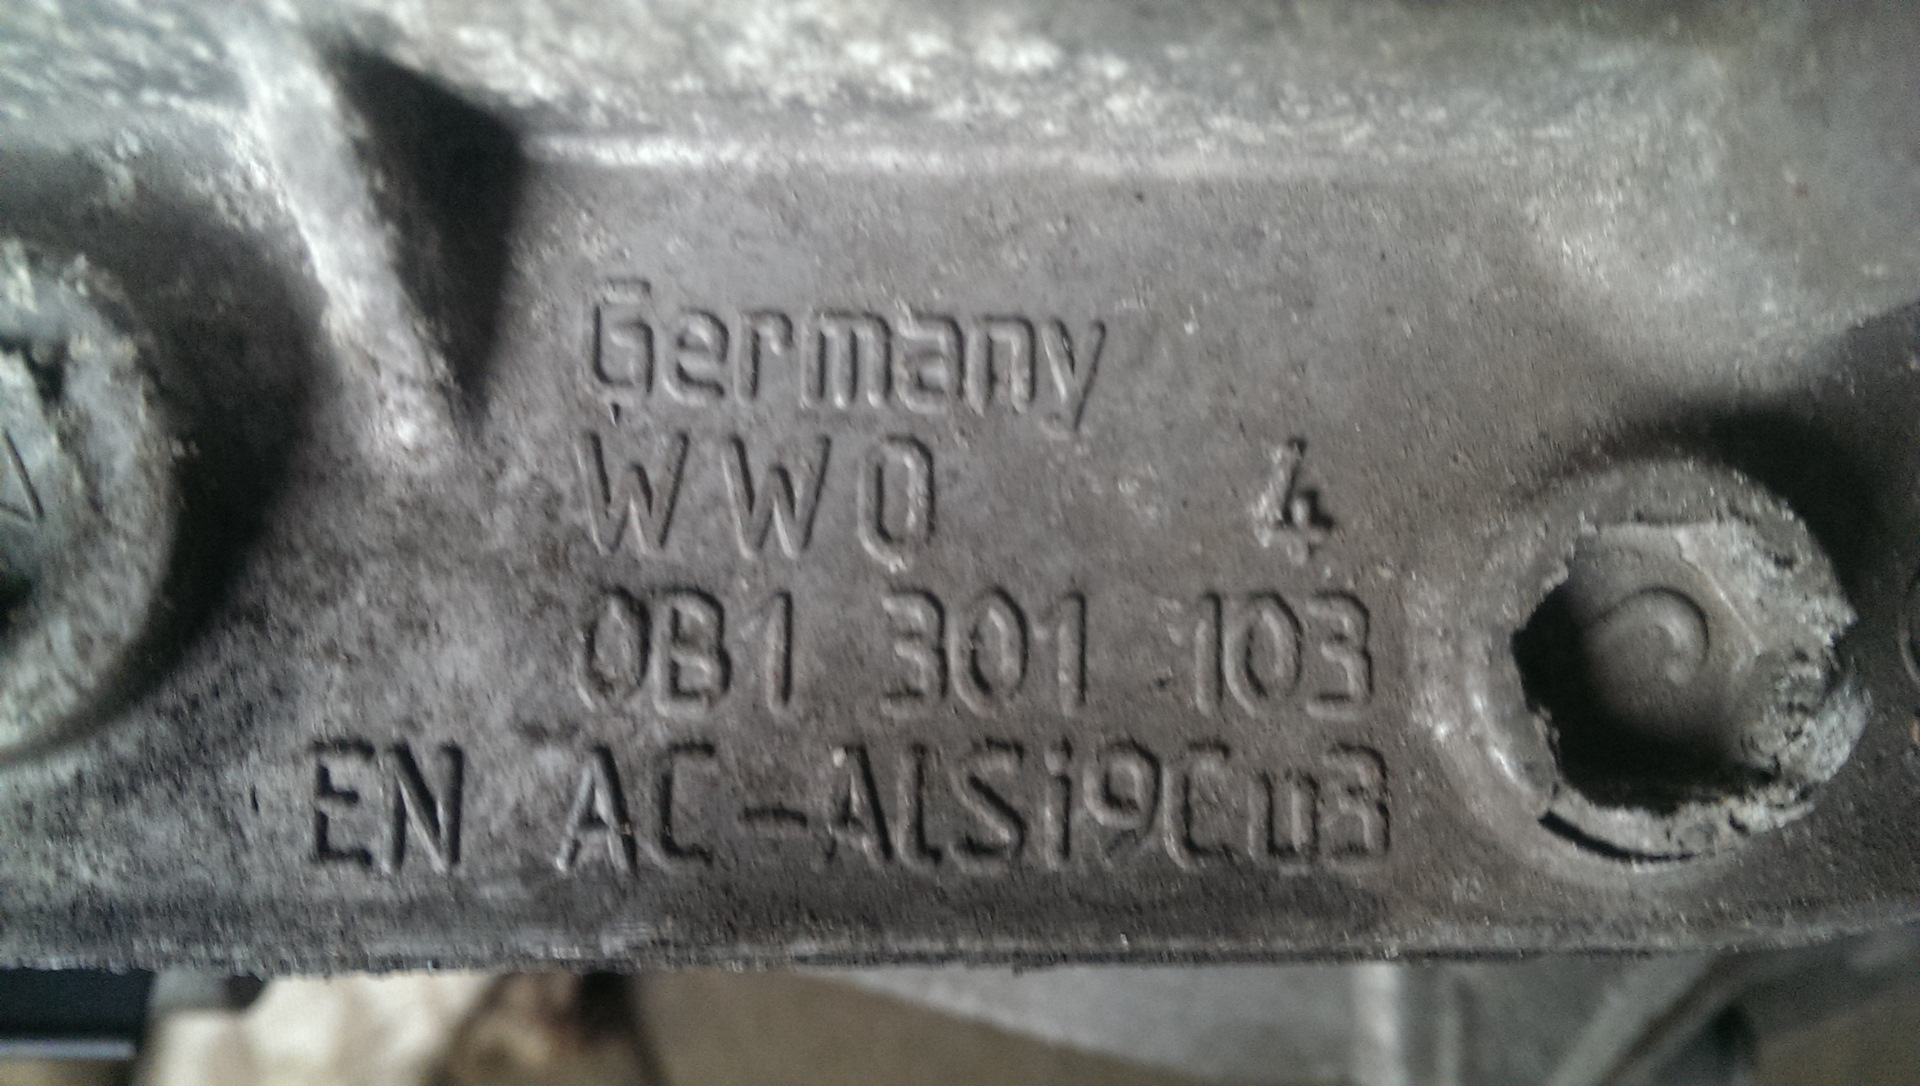 Germany
WWO 4
0B1 301 103
EN AC-AlSi9Cu3